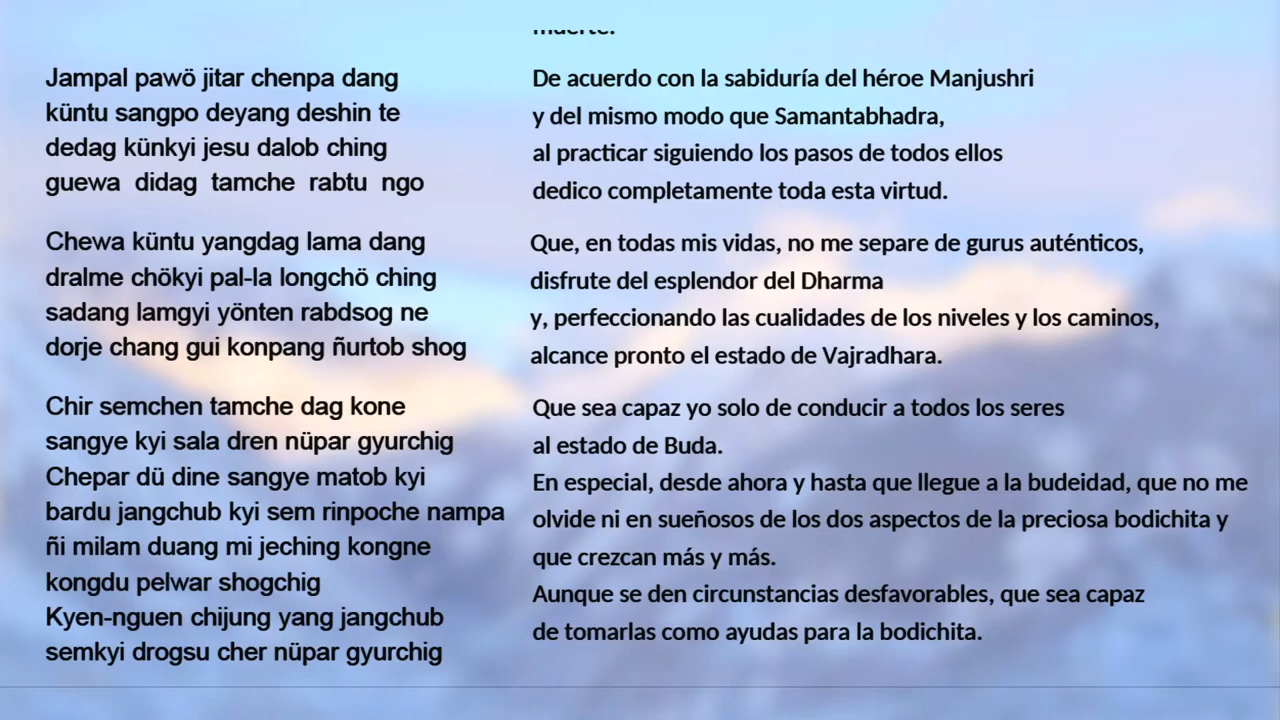 muerte.
Jampal pawö jitar chenpa dang
küntu sangpo deyang deshin te
dedag künkyi jesu dalob ching
guewa didag tamche rabtu ngo
Chewa küntu yangdag lama dang
dralme chökyi pal-la longchö ching
sadang lamgyi yönten rabdsog ne
dorje chang gui konpang ñurtob shog
Chir semchen tamche dag kone
sangye kyi sala dren nüpar gyurchig
Chepar dü dine sangye matob kyi
bardu jangchub kyi sem rinpoche nampa
ñi milam duang mi jeching kongne
kongdu pelwar shogchig
Kyen-nguen chijung yang jangchub
semkyi drogsu cher nüpar gyurchig
De acuerdo con la sabiduría del héroe Manjushri
y del mismo modo que Samantabhadra,
al practicar siguiendo los pasos de todos ellos
dedico completamente toda esta virtud.
Que, en todas mis vidas, no me separe de gurus auténticos,
disfrute del esplendor del Dharma
y, perfeccionando las cualidades de los niveles y los caminos,
alcance pronto el estado de Vajradhara.
Que sea capaz yo solo de conducir a todos los seres
al estado de Buda.
En especial, desde ahora y hasta que llegue a la budeidad, que no me
olvide ni en sueñosos de los dos aspectos de la preciosa bodichita y
que crezcan más y más.
Aunque se den circunstancias desfavorables, que sea capaz
de tomarlas como ayudas para la bodichita.